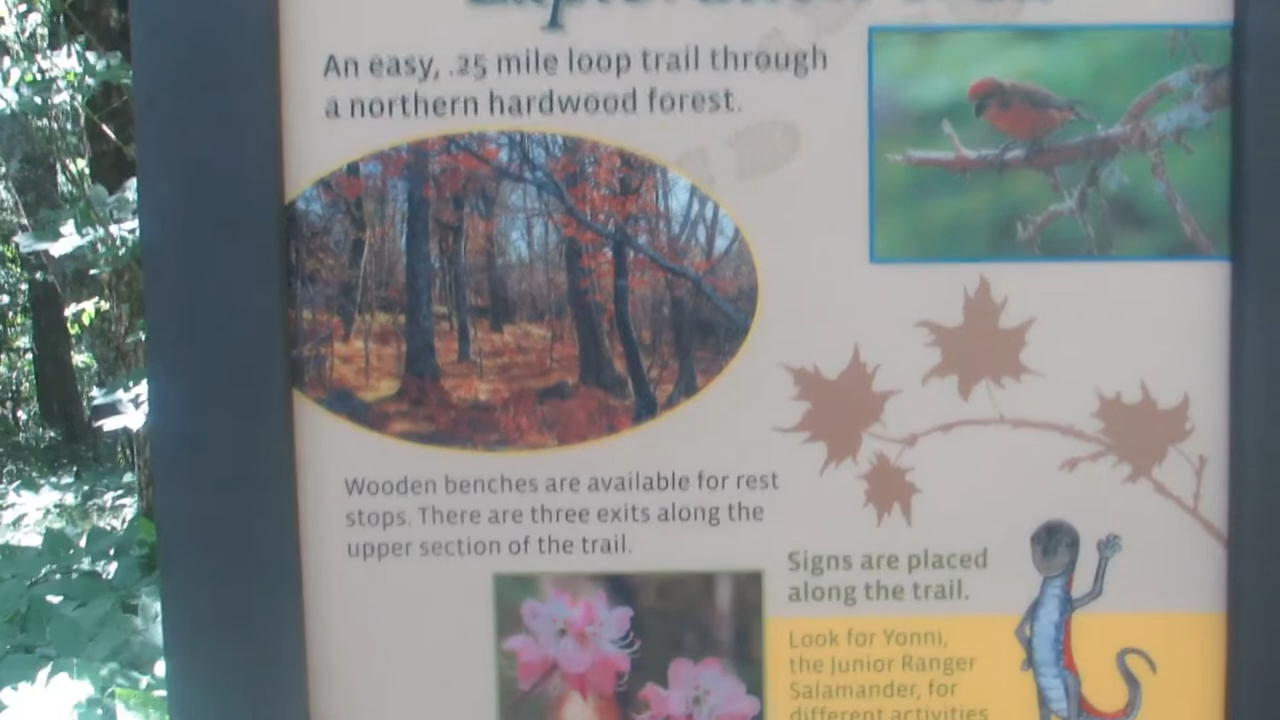 An easy, .25 mile loop trail through
a northern hardwood forest.
Wooden benches are available for rest
stops. There are three exits along the
upper section of the trail.
Signs are placed
along the trail.
Look for Yonni,
the Junior Ranger
Salamander, for
different activities